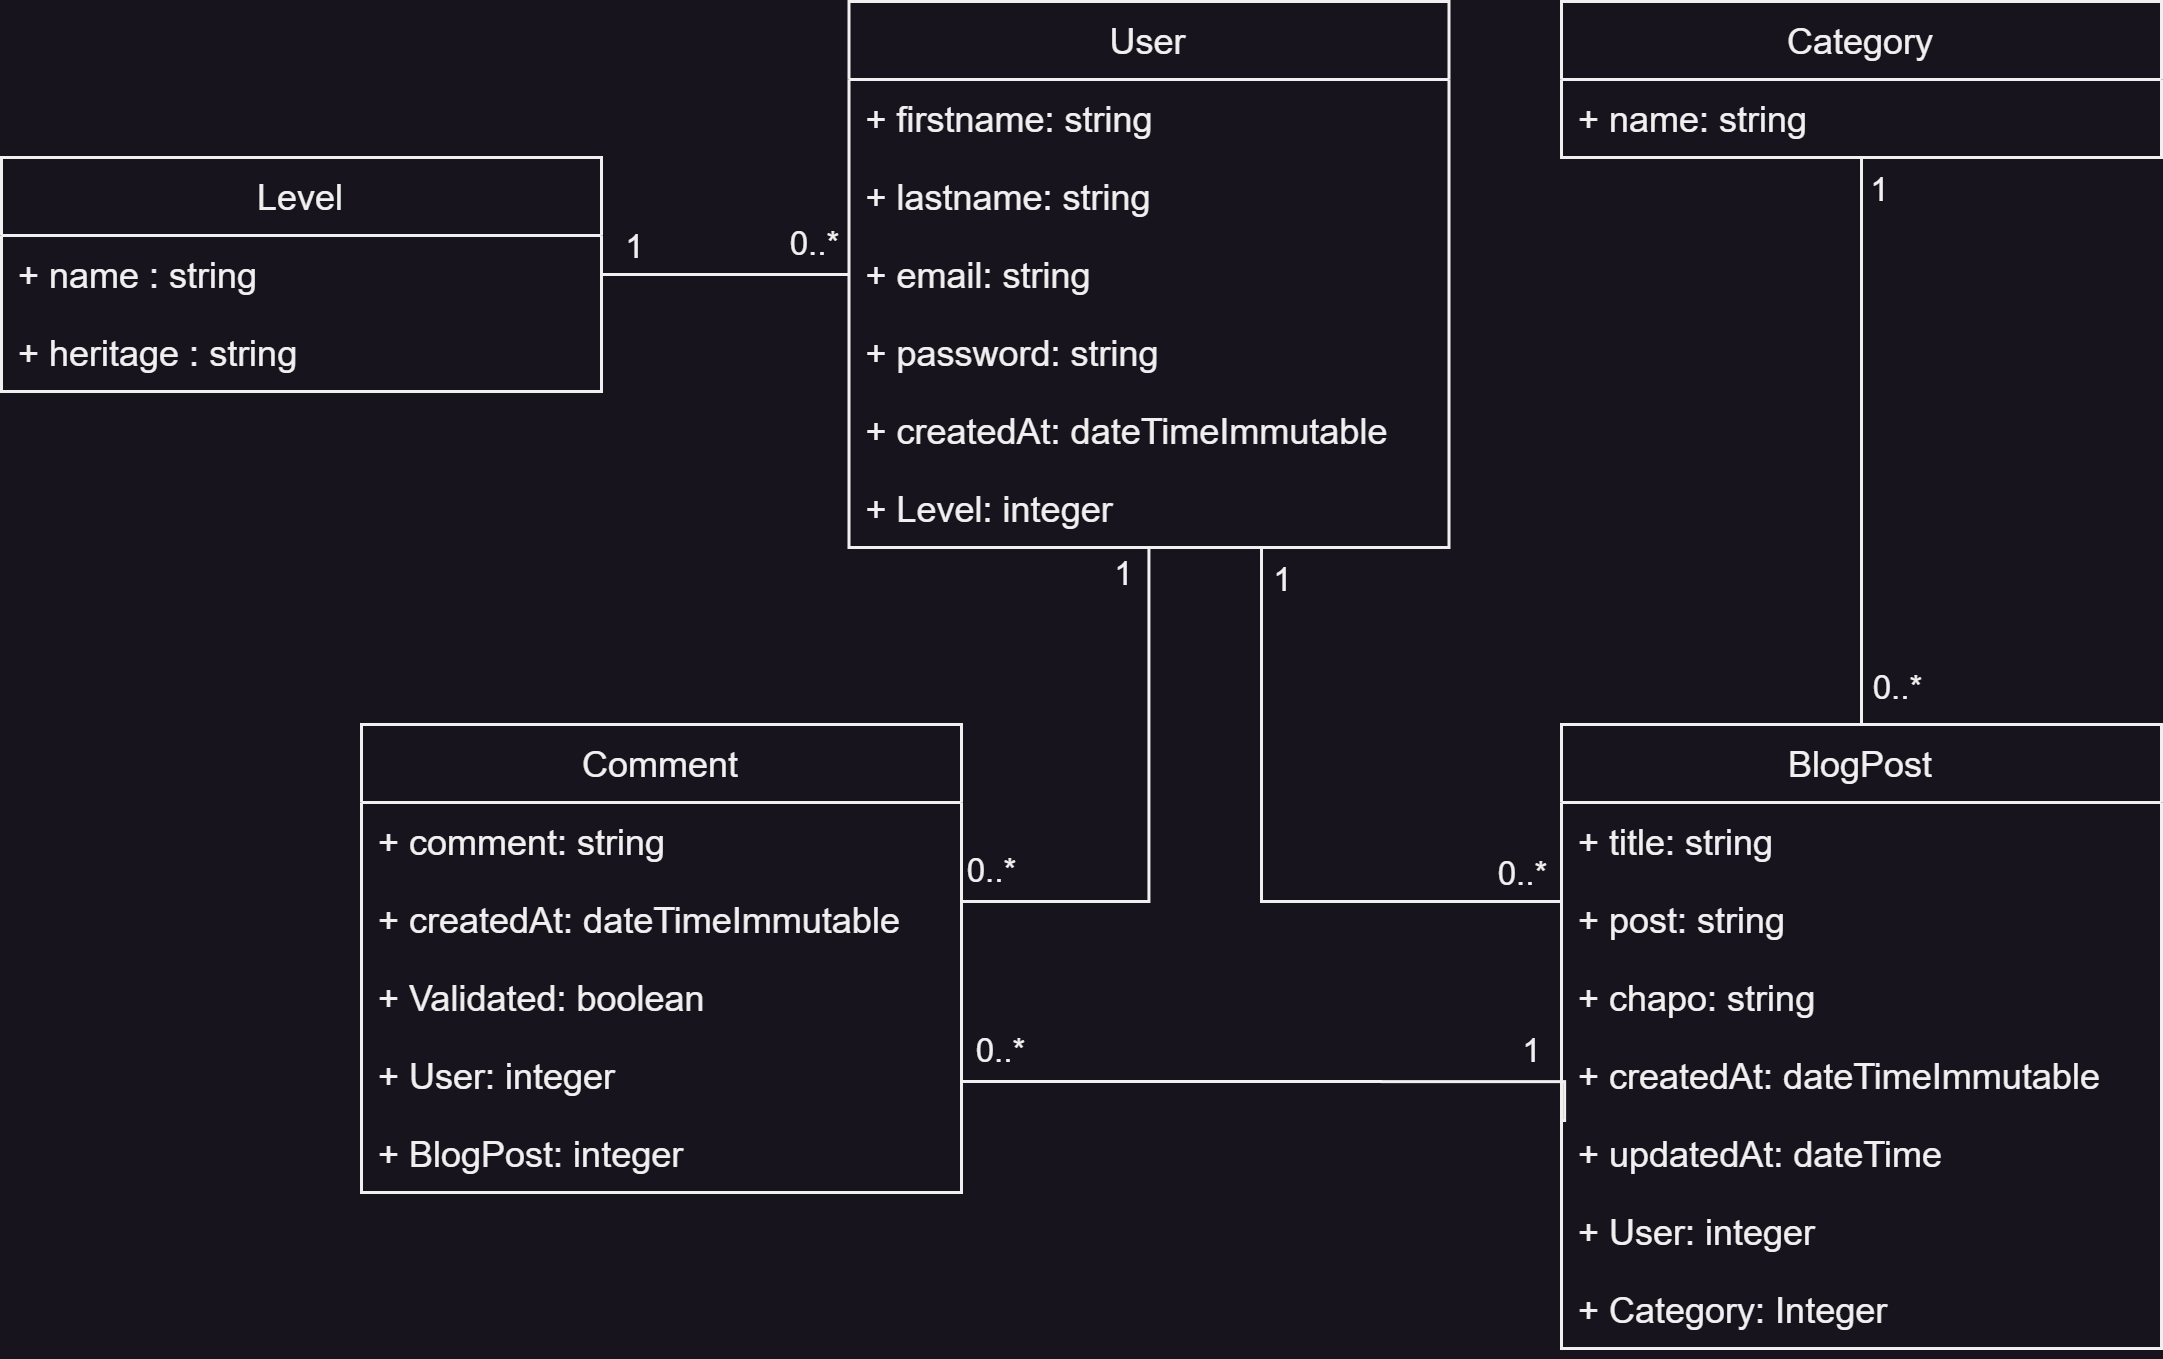 User
+ firstname: string
+ lastname: string
+ email: string
+ password: string
+ createdAt: dateTimeImmutable
+ Level: integer
Category
+ name: string
Level
+ name : string
+ heritage : string
1
0..*
1
0..*
1
1
Comment
+ comment: string
+ createdAt: dateTimeImmutable
+ Validated: boolean
+ User: integer
+ BlogPost: integer
0..*
0..*
0..*
1
BlogPost
+ title: string
+ post: string
+ chapo: string
+ createdAt: dateTimeImmutable
+ updatedAt: dateTime
+ User: integer
+ Category: Integer